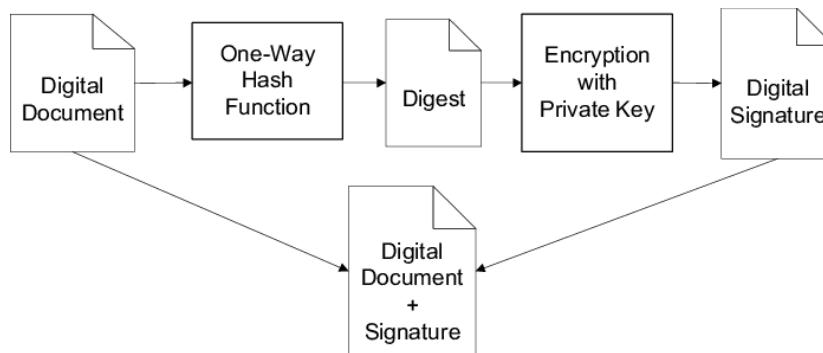 Digital
Document
One-Way
Hash
Function
Digest
Encryption
with
Private Key
Digital
Signature
Digital
Document
+
Signature